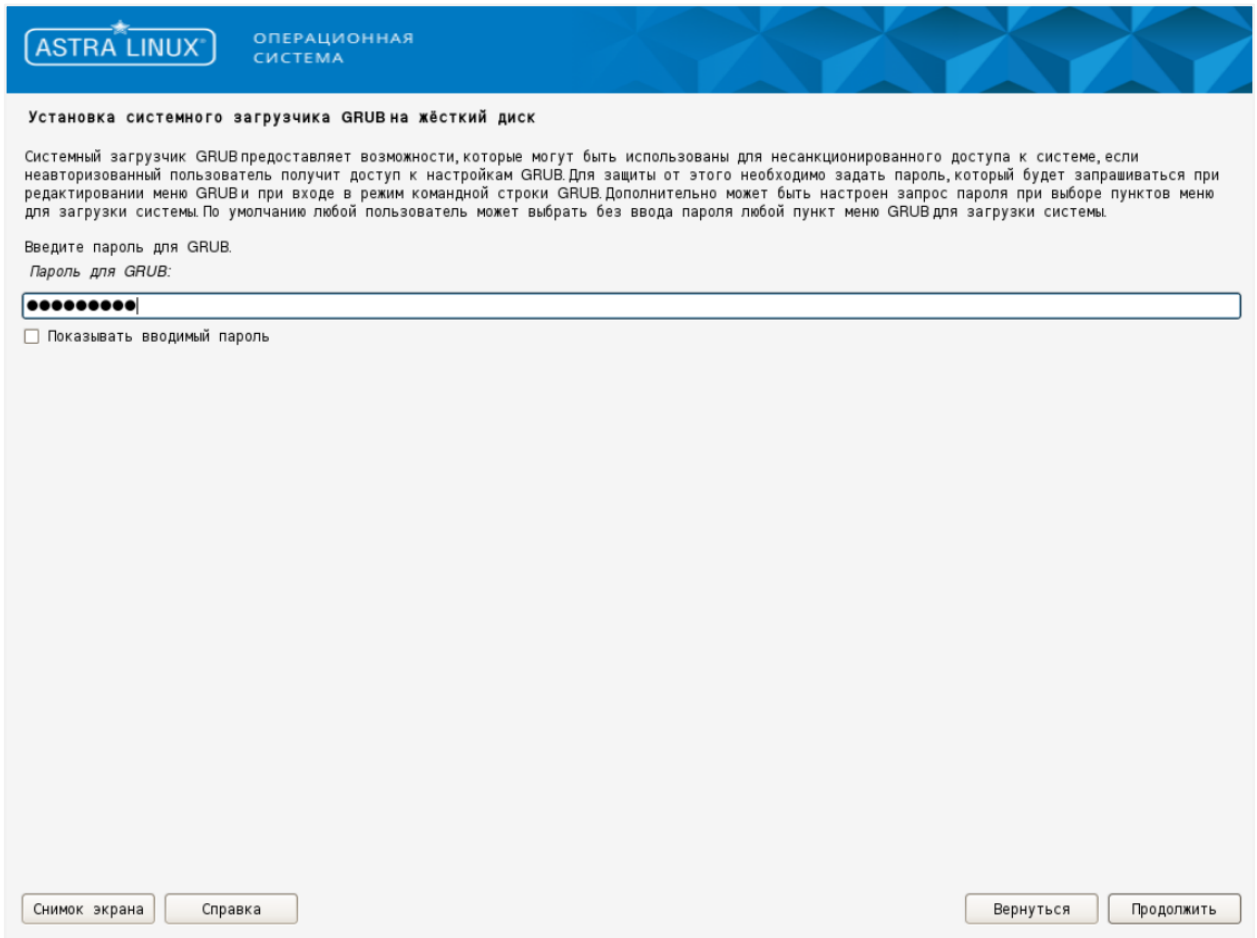 ASTRA LINUX®
ОПЕРАЦИОННАЯ
СИСТЕМА
Установка системного загрузчика GRUB на жёсткий диск
Системный загрузчик GRUB предоставляет возможности, которые могут быть использованы для несанкционированного доступа к системе, если
неавторизованный пользователь получит доступ к настройкам GRUB. Для защиты от этого необходимо задать пароль, который будет запрашиваться при
редактировании меню GRUB и при входе в режим командной строки GRUB. Дополнительно может быть настроен запрос пароля при выборе пунктов меню
для загрузки системы. По умолчанию любой пользователь может выбрать без ввода пароля любой пункт меню GRUB для загрузки системы.
Введите пароль для GRUB.
Пароль для GRUB:
●●●●●●●●●
Показывать вводимый пароль
Снимок экрана
Справка
Вернуться
Продолжить